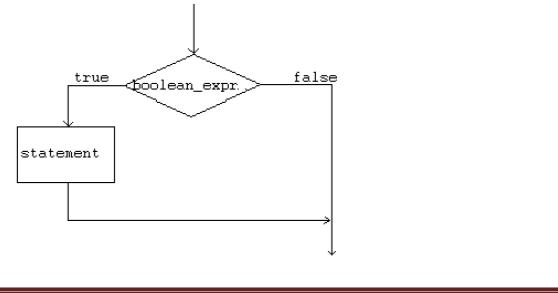 true
false
boolean_expr.
statement